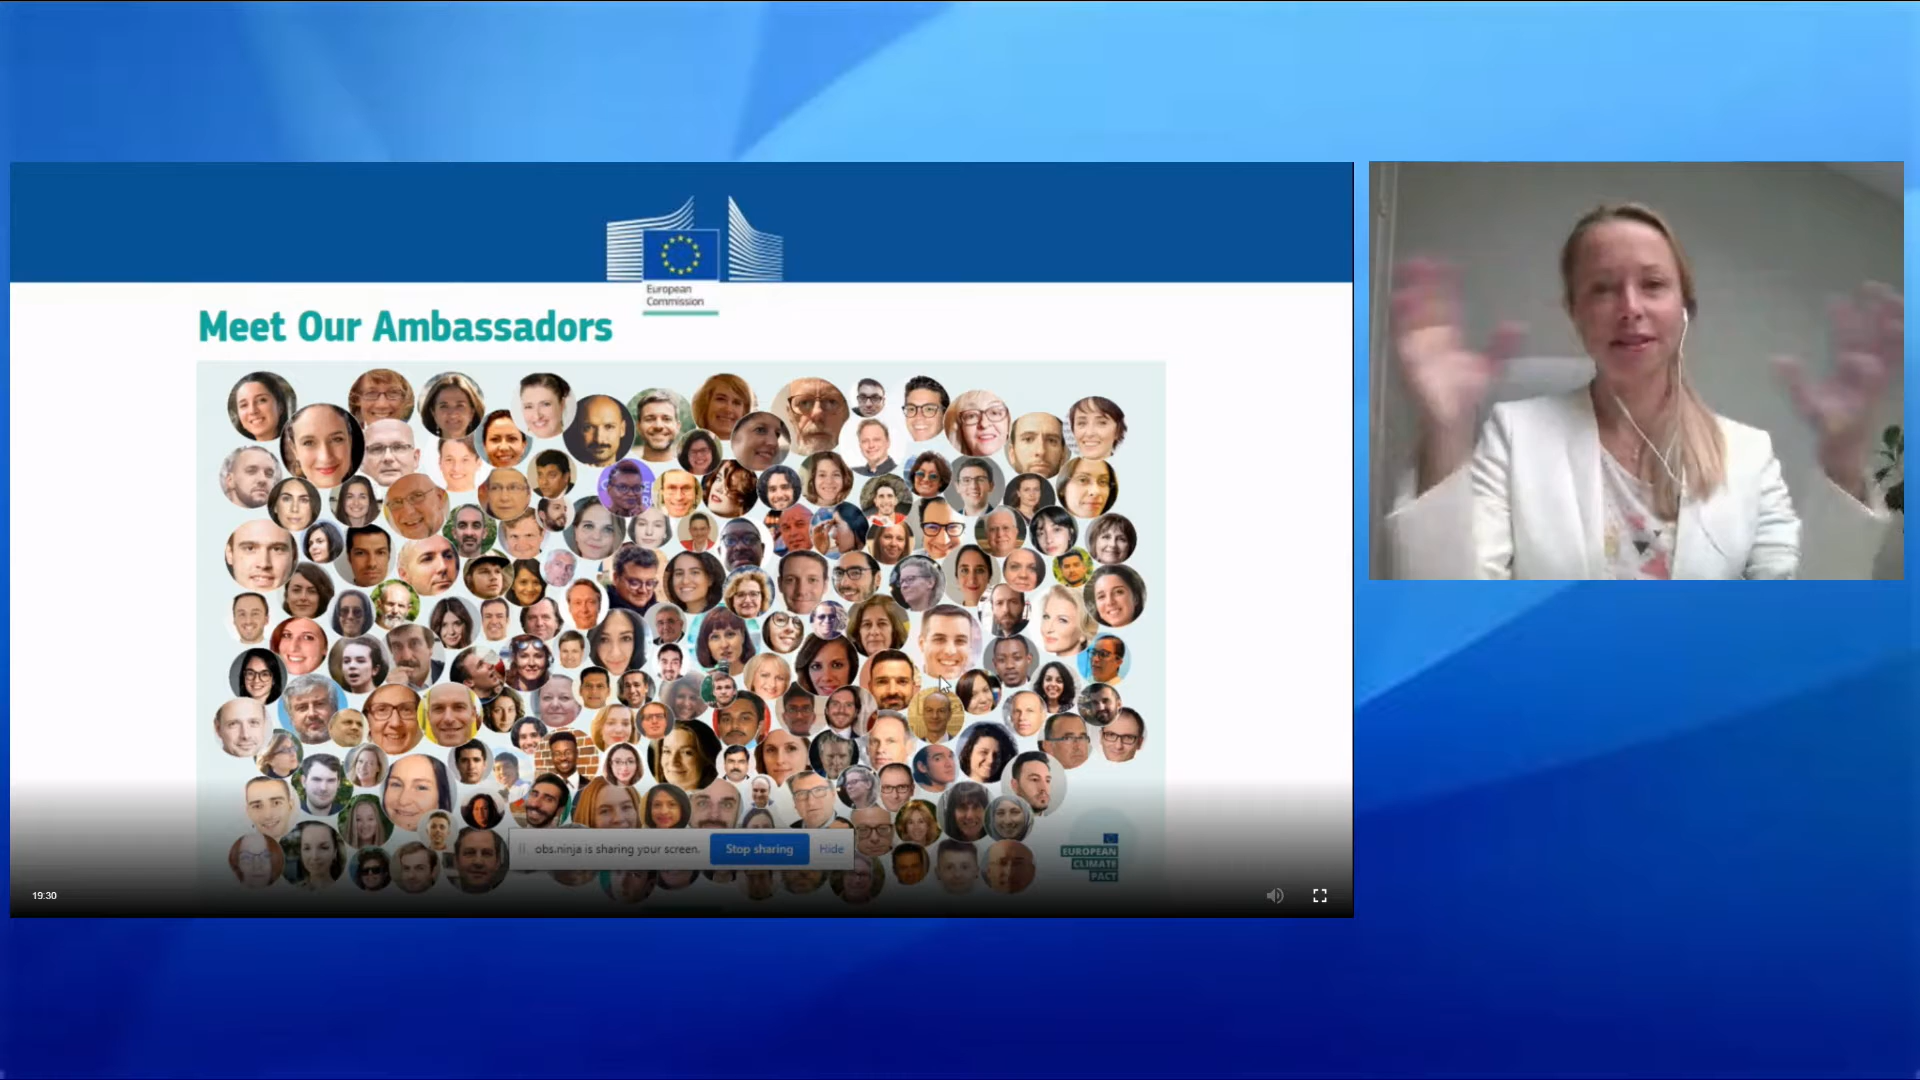 European
Commission
Meet Our Ambassadors
obs.ninja is sharing your screen.
Stop sharing
Hide
EUROPEAN
CLIMATE
PACT
19:30